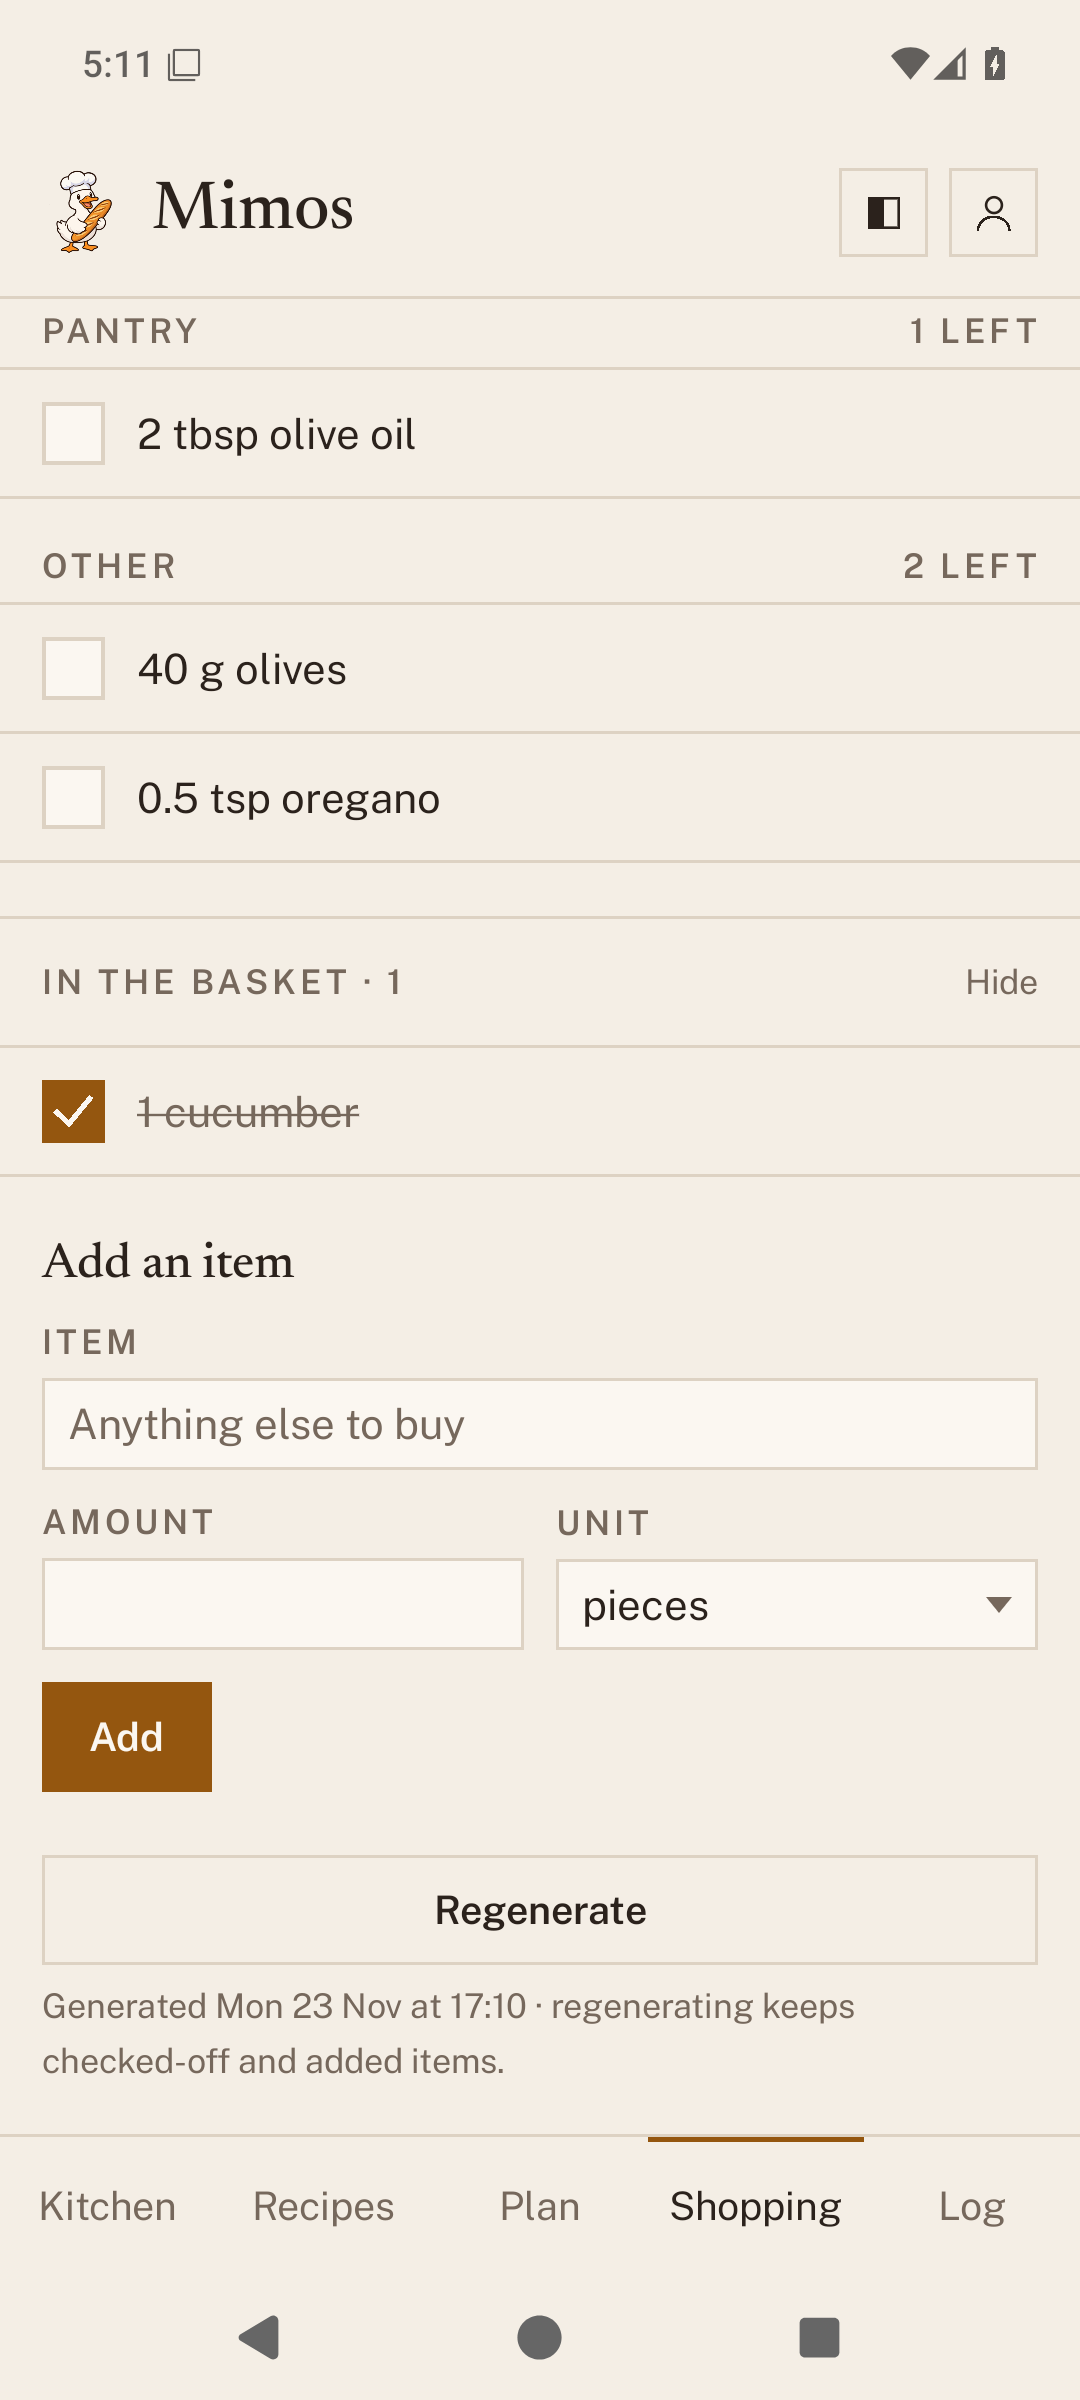 5:11
Mimos
PANTRY 1 LEFT
2 tbsp olive oil
OTHER 2 LEFT
40 g olives
0.5 tsp oregano
IN THE BASKET · 1 Hide
1 cucumber
Add an item
ITEM
Anything else to buy
AMOUNT UNIT
pieces
Add
Regenerate
Generated Mon 23 Nov at 17:10 · regenerating keeps
checked-off and added items.
Kitchen Recipes Plan Shopping Log